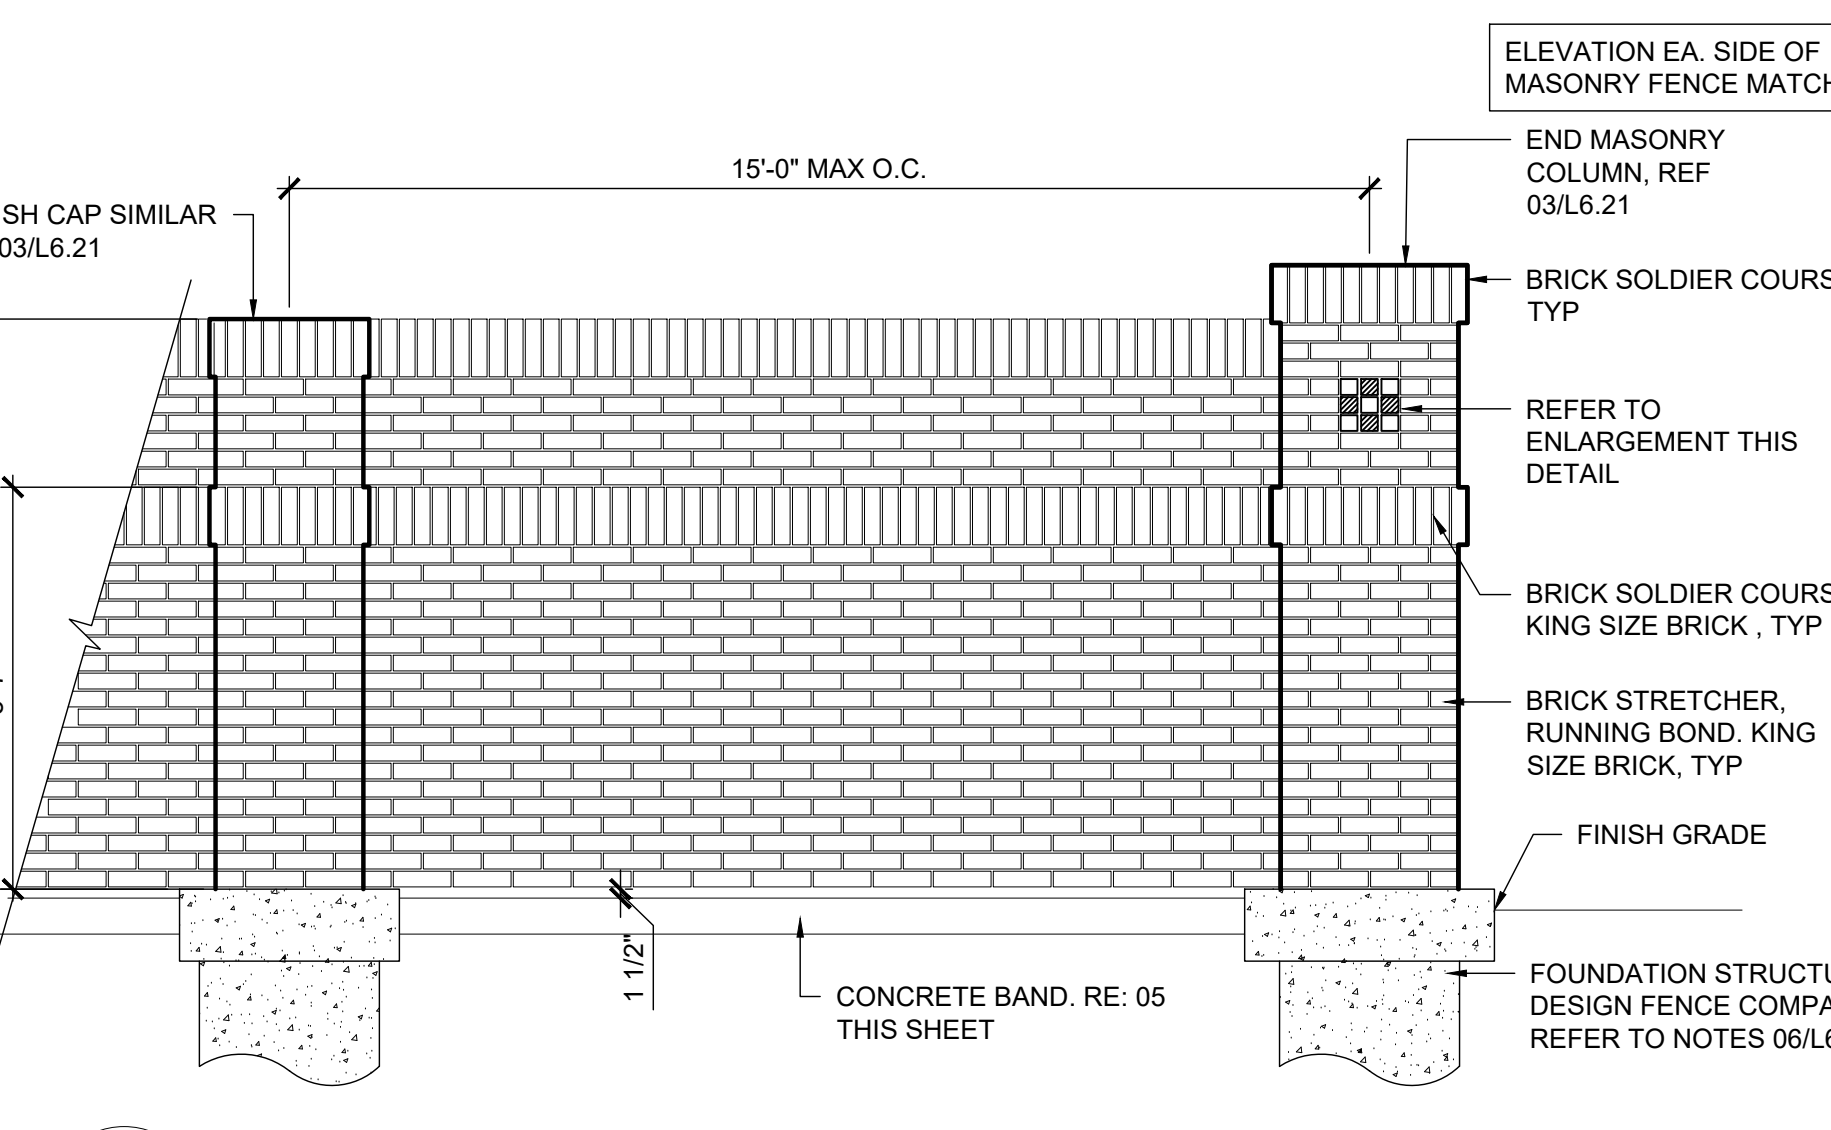 ELEVATION EA. SIDE OF
MASONRY FENCE MATCH
END MASONRY
COLUMN, REF
03/L6.21
15'-0" MAX O.C.
SH CAP SIMILAR
03/L6.21
BRICK SOLDIER COURS
TYP
REFER TO
ENLARGEMENT THIS
DETAIL
BRICK SOLDIER COURS
KING SIZE BRICK , TYP
BRICK STRETCHER,
RUNNING BOND. KING
SIZE BRICK, TYP
FINISH GRADE
1 1/2"
CONCRETE BAND. RE: 05
THIS SHEET
FOUNDATION STRUCTU
DESIGN FENCE COMPA
REFER TO NOTES 06/L6